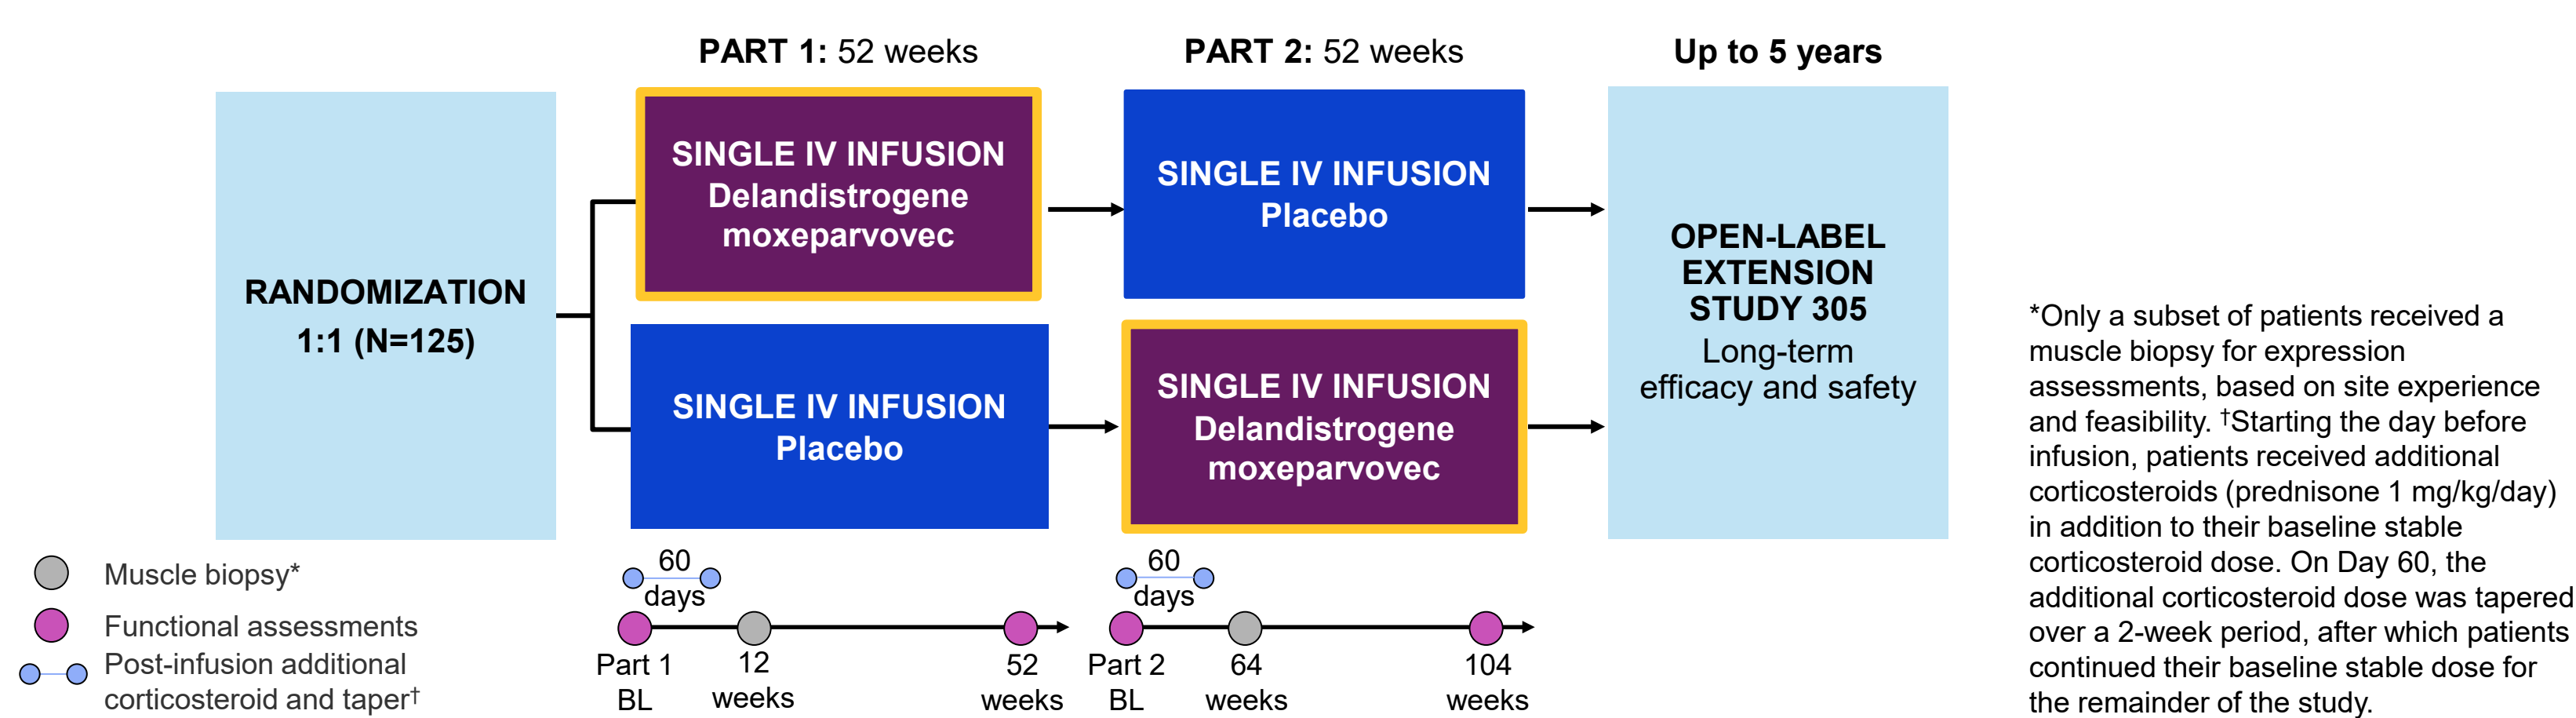 PART 1: 52 weeks
PART 2: 52 weeks
Up to 5 years
RANDOMIZATION
1:1 (N=125)
SINGLE IV INFUSION
Delandistrogene
moxeparvovec
SINGLE IV INFUSION
Placebo
SINGLE IV INFUSION
Placebo
SINGLE IV INFUSION
Delandistrogene
moxeparvovec
OPEN-LABEL
EXTENSION
STUDY 305
Long-term
efficacy and safety
Muscle biopsy*
Functional assessments
Post-infusion additional
corticosteroid and taper†
60
days
Part 1
BL
12
weeks
52
weeks
60
days
Part 2
BL
64
weeks
104
weeks
*Only a subset of patients received a
muscle biopsy for expression
assessments, based on site experience
and feasibility. †Starting the day before
infusion, patients received additional
corticosteroids (prednisone 1 mg/kg/day)
in addition to their baseline stable
corticosteroid dose. On Day 60, the
additional corticosteroid dose was tapered
over a 2-week period, after which patients
continued their baseline stable dose for
the remainder of the study.